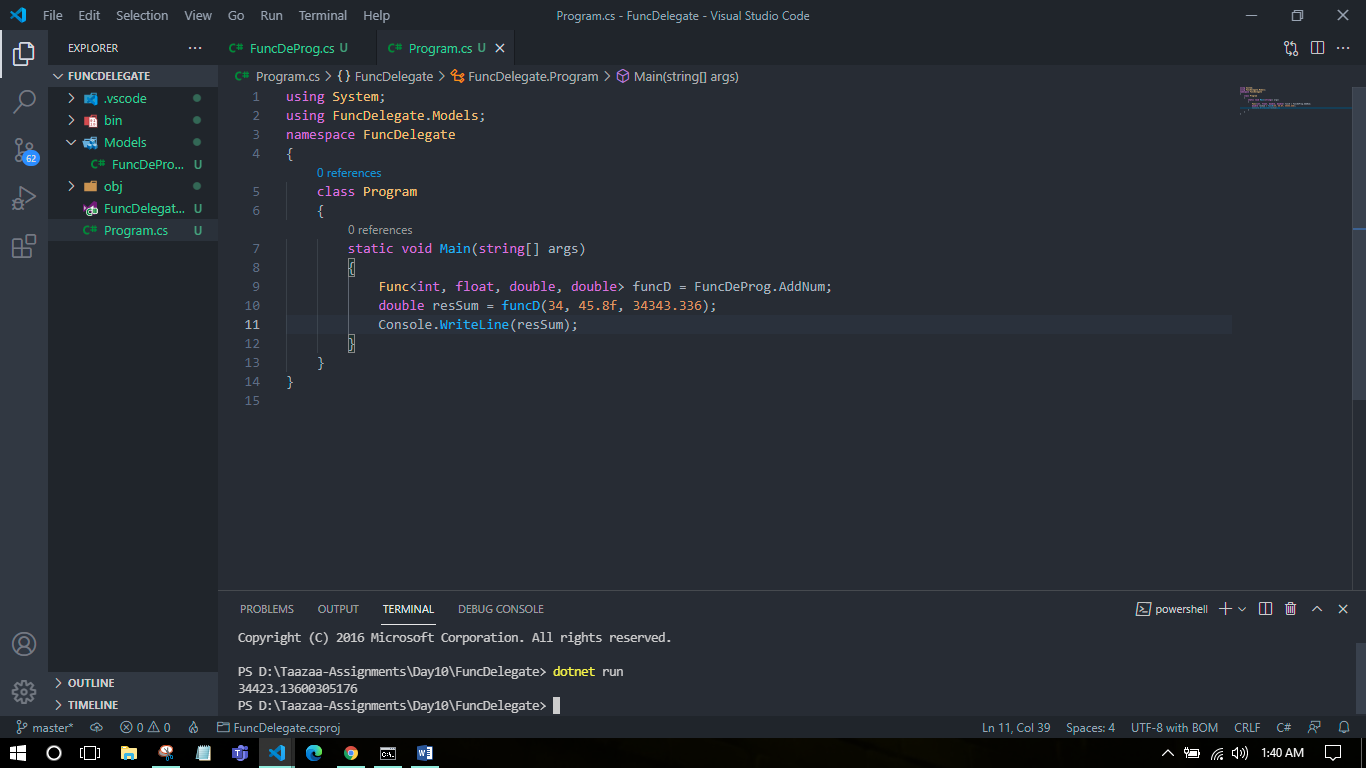 File Edit Selection View Go Run Terminal Help
Program.cs - FuncDelegate - Visual Studio Code
EXPLORER ...
C# FuncDeProg.cs U
C# Program.cs U
FUNCDELEGATE
.vscode
bin
Models
C# FuncDePro... U
obj
FuncDelegat... U
C# Program.cs U
62
OUTLINE
TIMELINE
C# Program.cs > {} FuncDelegate > FuncDelegate.Program > Main(string[] args)
1 using System;
2 using FuncDelegate.Models;
3 namespace FuncDelegate
4 {
0 references
5 class Program
6 {
0 references
7 static void Main(string[] args)
8 {
9 Func<int, float, double, double> funcD = FuncDeProg.AddNum;
10 double resSum = funcD(34, 45.8f, 34343.336);
11 Console.WriteLine(resSum);
12 }
13 }
14 }
15
PROBLEMS OUTPUT TERMINAL DEBUG CONSOLE
powershell
Copyright (C) 2016 Microsoft Corporation. All rights reserved.
PS D:\Taazaa-Assignments\Day10\FuncDelegate> dotnet run
34423.13600305176
PS D:\Taazaa-Assignments\Day10\FuncDelegate>
master* 0 0 FuncDelegate.csproj Ln 11, Col 39 Spaces: 4 UTF-8 with BOM CRLF C#
1:40 AM